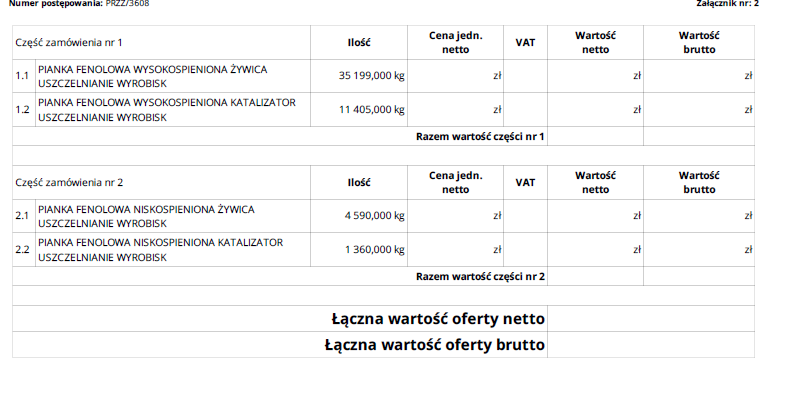 Numer postępowania: PRZZ/3608 Załącznik nr: 2
Część zamówienia nr 1 Ilość Cena jedn. netto VAT Wartość netto Wartość brutto
1.1 PIANKA FENOLOWA WYSOKOSPIENIONA ŻYWICA
USZCZELNIANIE WYROBISK 35 199,000 kg zł zł zł
1.2 PIANKA FENOLOWA WYSOKOSPIENIONA KATALIZATOR
USZCZELNIANIE WYROBISK 11 405,000 kg zł zł zł
Razem wartość części nr 1
Część zamówienia nr 2 Ilość Cena jedn. netto VAT Wartość netto Wartość brutto
2.1 PIANKA FENOLOWA NISKOSPIENIONA ŻYWICA
USZCZELNIANIE WYROBISK 4 590,000 kg zł zł zł
2.2 PIANKA FENOLOWA NISKOSPIENIONA KATALIZATOR
USZCZELNIANIE WYROBISK 1 360,000 kg zł zł zł
Razem wartość części nr 2
Łączna wartość oferty netto
Łączna wartość oferty brutto